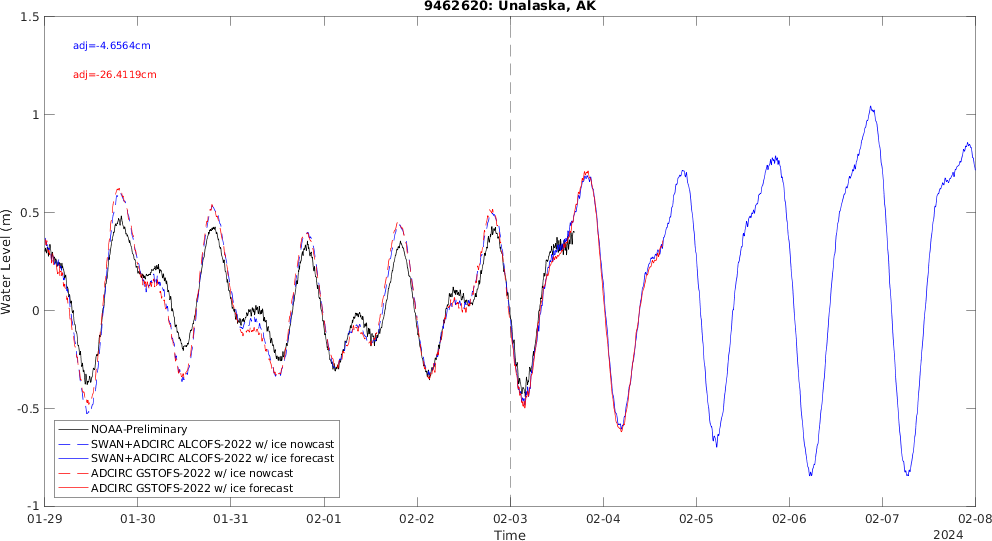 9462620: Unalaska, AK
1.5
adj=-4.6564cm
adj=-26.4119cm
1
0.5
0
-0.5
-1
Water Level (m)
NOAA-Preliminary
SWAN+ADCIRC ALCOFS-2022 w/ ice nowcast
SWAN+ADCIRC ALCOFS-2022 w/ ice forecast
ADCIRC GSTOFS-2022 w/ ice nowcast
ADCIRC GSTOFS-2022 w/ ice forecast
01-29 01-30 01-31 02-01 02-02 02-03 02-04 02-05 02-06 02-07 02-08
Time
2024